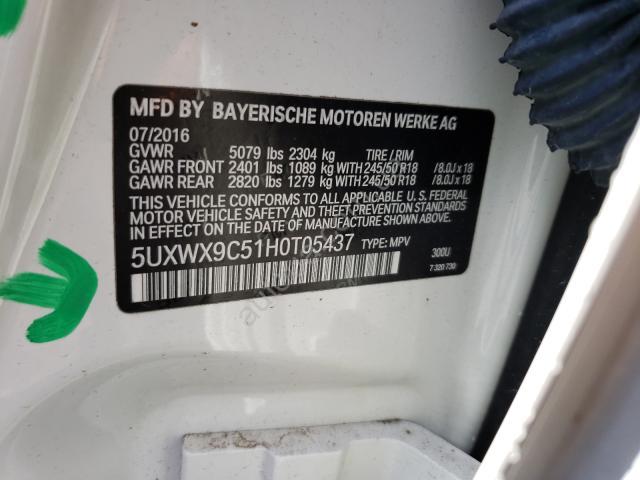 MFD BY BAYERISCHE MOTOREN WERKE AG
07/2016
GVWR 5079 lbs 2304 kg TIRE / RIM
GAWR FRONT 2401 lbs 1089 kg WITH 245/50 R18 /8.0J x 18
GAWR REAR 2820 lbs 1279 kg WITH 245/50 R18 /8.0J x 18
THIS VEHICLE CONFORMS TO ALL APPLICABLE U. S. FEDERAL
MOTOR VEHICLE SAFETY AND THEFT PREVENTION STANDARDS
IN EFFECT ON THE DATE OF MANUFACTURE SHOWN ABOVE.
5UXWX9C51H0T05437 TYPE: MPV 300U
7 320 730